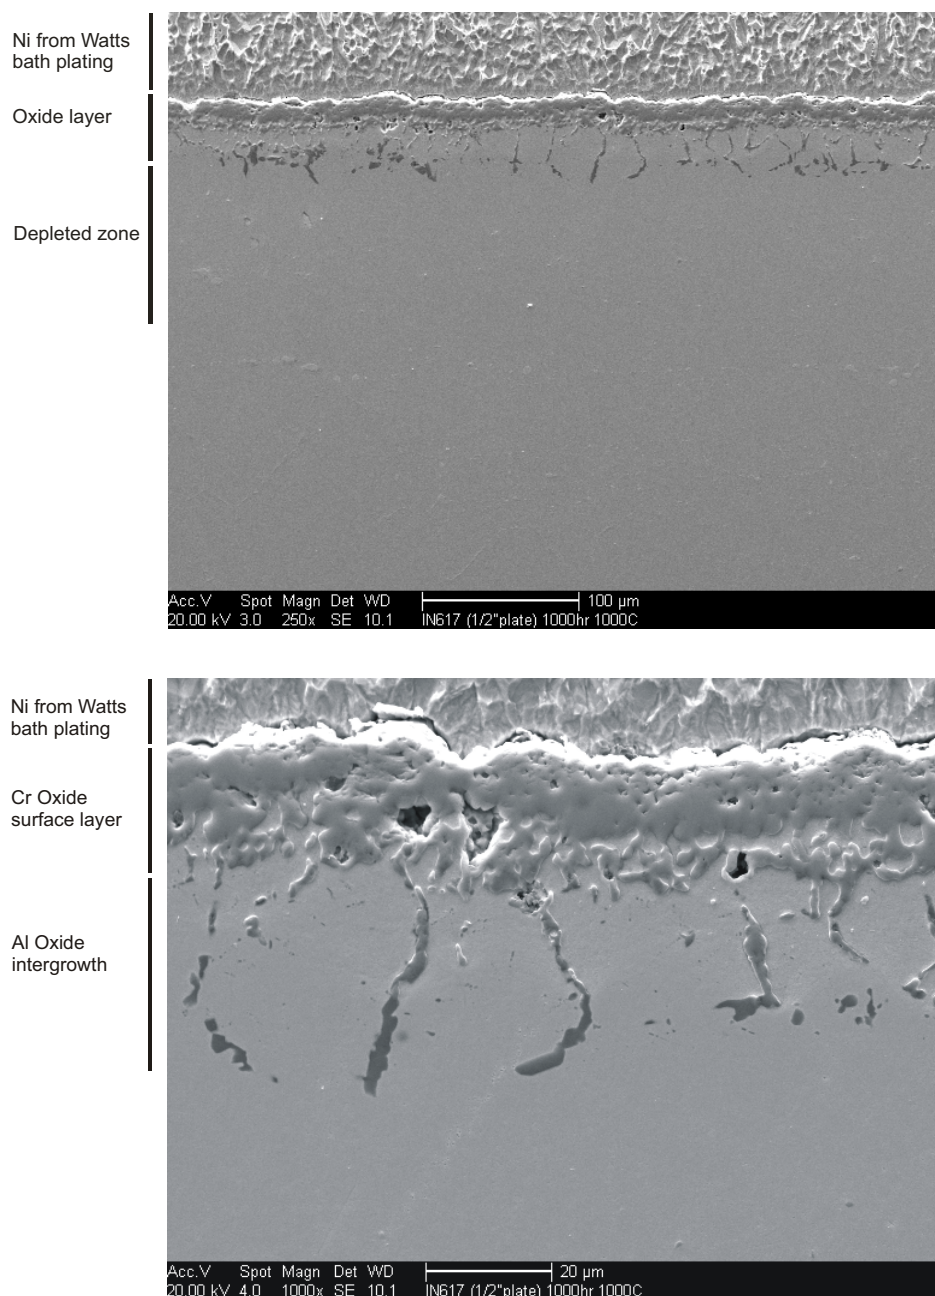 Ni from Watts
bath plating
Oxide layer
Depleted zone
Acc.V Spot Magn Det WD 100 µm
20.00 kV 3.0 250x SE 10.1 IN617 (1/2"plate) 1000hr 1000C
Ni from Watts
bath plating
Cr Oxide
surface layer
Al Oxide
intergrowth
Acc.V Spot Magn Det WD 20 µm
20.00 kV 4.0 1000x SE 10.1 IN617 (1/2"plate) 1000hr 1000C